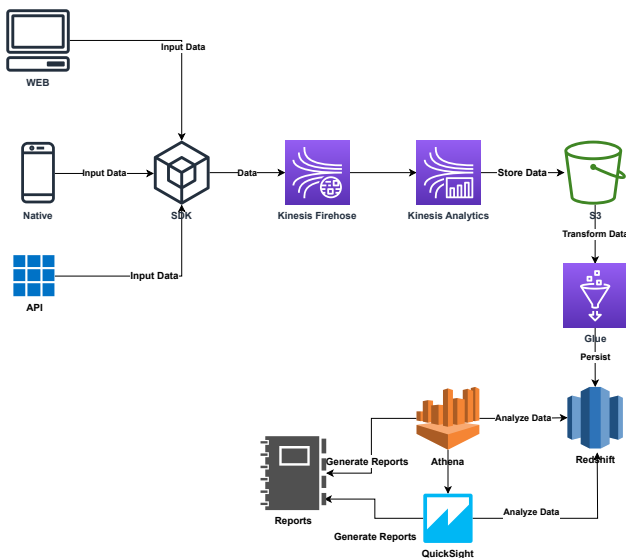 Input Data
WEB
Input Data
Data
Store Data
Native
SDK
Kinesis Firehose
Kinesis Analytics
S3
Transform Data
Input Data
API
Glue
Persist
Analyze Data
Generate Reports
Athena
Redshift
Reports
Generate Reports
Analyze Data
QuickSight